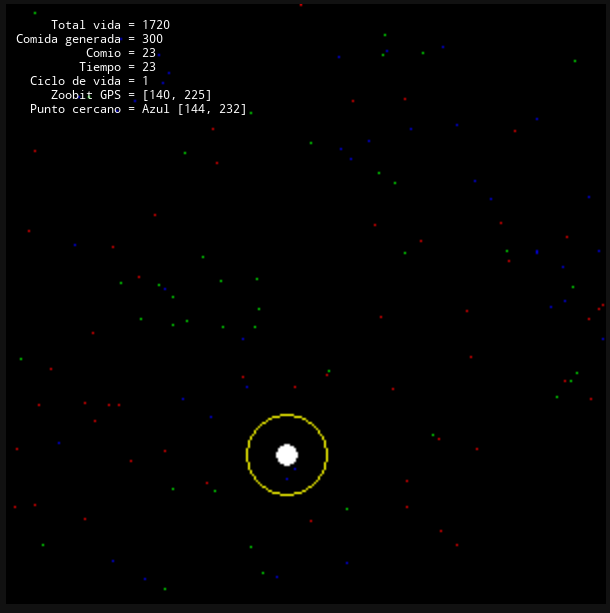 Total vida = 1720
Comida generada = 300
Comio = 23
Tiempo = 23
Ciclo de vida = 1
Zoobit GPS = [140, 225]
Punto cercano = Azul [144, 232]